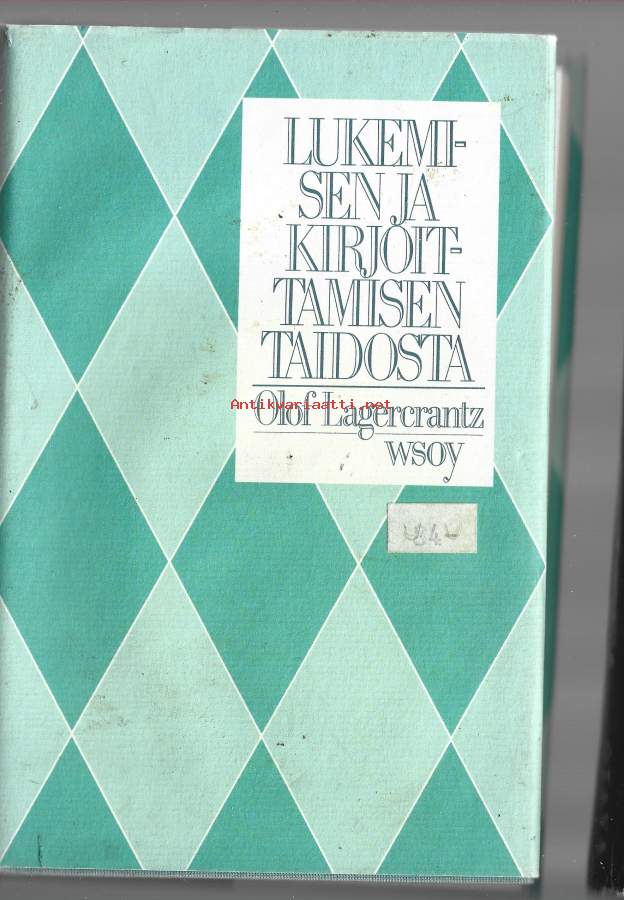 LUKEMI-
SEN JA
KIRJOIT-
TAMISEN
TAIDOSTA
Antikvariaatti.net
Olof Lagercrantz
wsoy